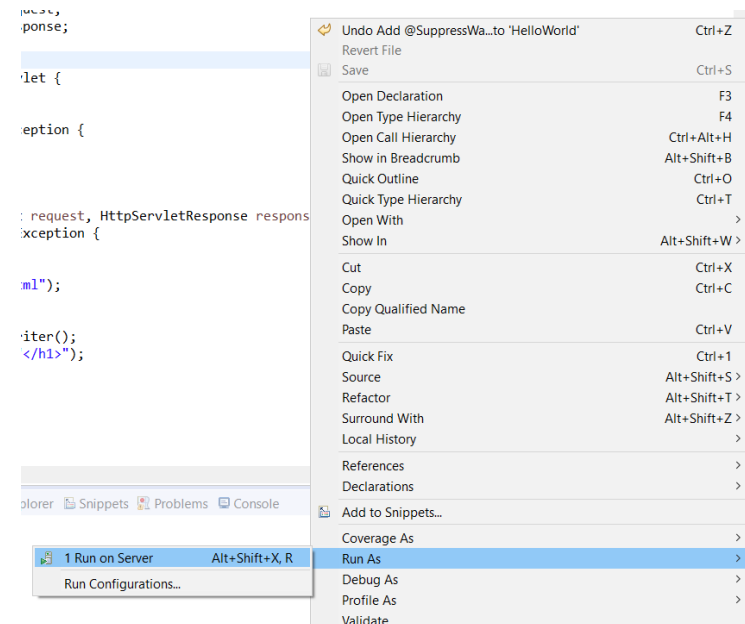 ponse;
vlet {
eption {
request, HttpServletResponse respons
xception {
ml");
iter();
</h1>");
plorer Snippets Problems Console
Undo Add @SuppressWa...to 'HelloWorld' Ctrl+Z
Revert File
Save Ctrl+S
Open Declaration F3
Open Type Hierarchy F4
Open Call Hierarchy Ctrl+Alt+H
Show in Breadcrumb Alt+Shift+B
Quick Outline Ctrl+O
Quick Type Hierarchy Ctrl+T
Open With >
Show In Alt+Shift+W >
Cut Ctrl+X
Copy Ctrl+C
Copy Qualified Name
Paste Ctrl+V
Quick Fix Ctrl+1
Source Alt+Shift+S >
Refactor Alt+Shift+T >
Surround With Alt+Shift+Z >
Local History >
References >
Declarations >
Add to Snippets...
Coverage As >
Run As >
Debug As >
Profile As >
Validate
1 Run on Server Alt+Shift+X, R
Run Configurations...